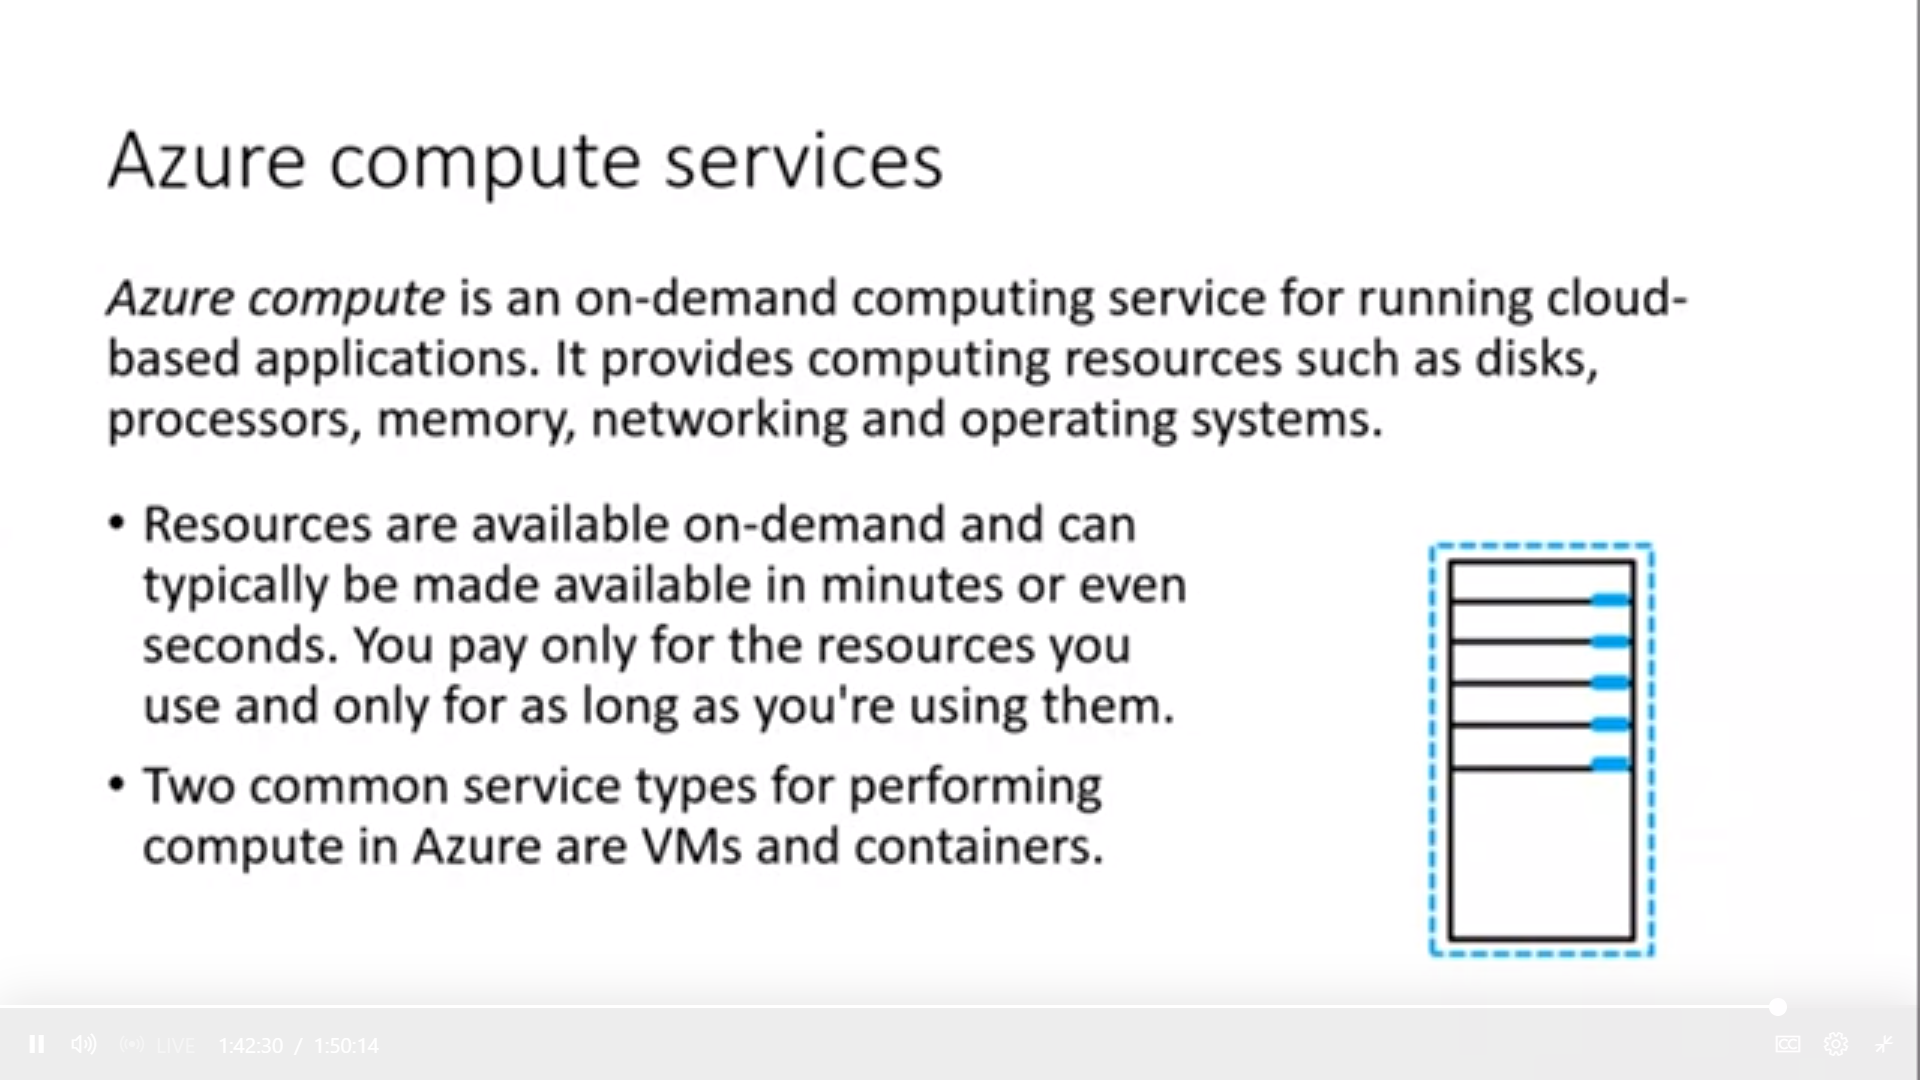 Azure compute services
Azure compute is an on-demand computing service for running cloud-
based applications. It provides computing resources such as disks,
processors, memory, networking and operating systems.
• Resources are available on-demand and can
typically be made available in minutes or even
seconds. You pay only for the resources you
use and only for as long as you're using them.
• Two common service types for performing
compute in Azure are VMs and containers.
LIVE 1:42:30 / 1:50:14 CC